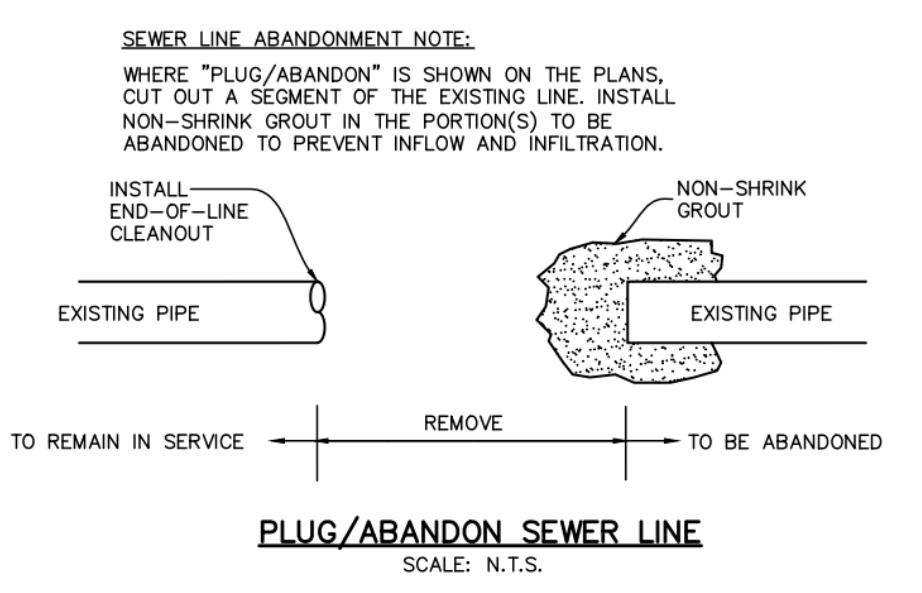 SEWER LINE ABANDONMENT NOTE:
WHERE "PLUG/ABANDON" IS SHOWN ON THE PLANS,
CUT OUT A SEGMENT OF THE EXISTING LINE. INSTALL
NON-SHRINK GROUT IN THE PORTION(S) TO BE
ABANDONED TO PREVENT INFLOW AND INFILTRATION.
INSTALL
END-OF-LINE
CLEANOUT
NON-SHRINK
GROUT
EXISTING PIPE
EXISTING PIPE
TO REMAIN IN SERVICE
REMOVE
TO BE ABANDONED
PLUG/ABANDON SEWER LINE
SCALE: N.T.S.